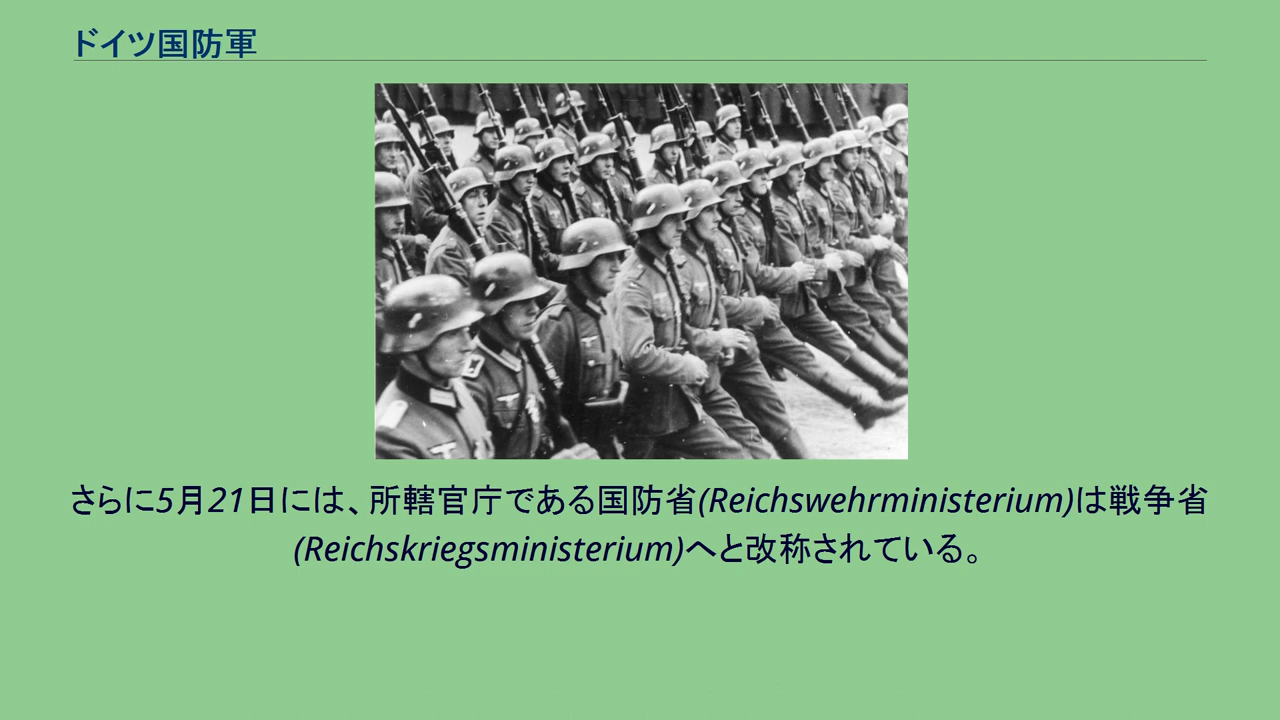 ドイツ国防軍
さらに5月21日には、所轄官庁である国防省(Reichswehrministerium)は戦争省
(Reichskriegsministerium)へと改称されている。